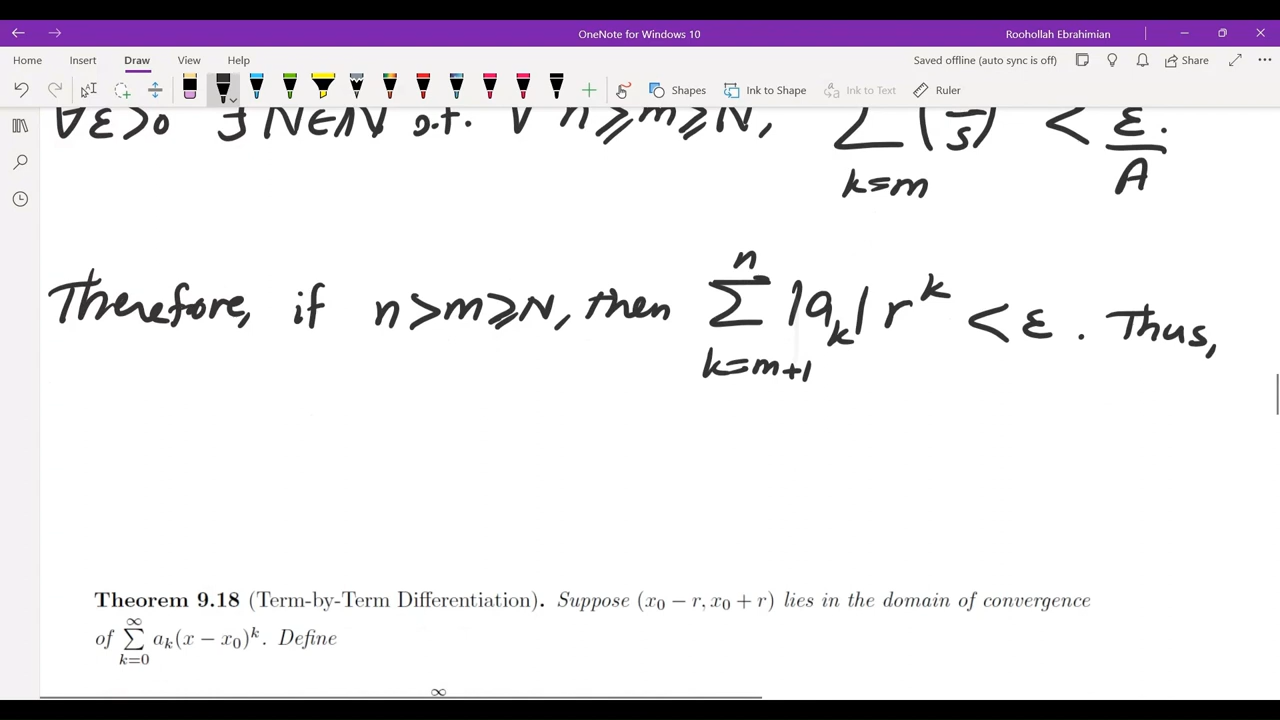 OneNote for Windows 10
Roohollah Ebrahimian
Home Insert Draw View Help
Saved offline (auto sync is off)
Share
Shapes
Ink to Shape
Ink to Text
Ruler
∀ε>0 ∃ N∈ℕ s.t. ∀ n≥m≥N, ∑ k=m (r/s) < ε/A.
Therefore, if n>m≥N, then ∑_{k=m+1}^{n} |a_k| r^k < ε. Thus,
Theorem 9.18 (Term-by-Term Differentiation). Suppose (x₀ − r, x₀ + r) lies in the domain of convergence
of ∑_{k=0}^{∞} a_k(x − x₀)^k. Define
∞